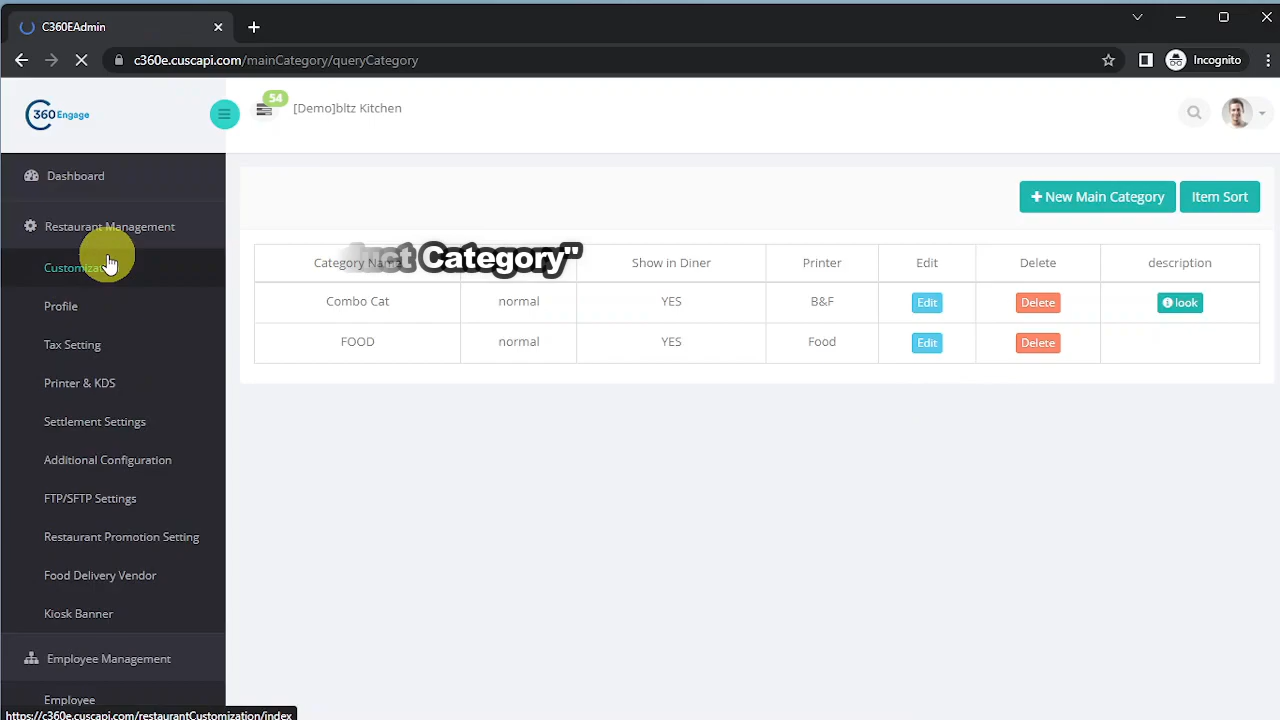 C360EAdmin
c360e.cuscapi.com/mainCategory/queryCategory
Incognito
360 Engage
54
[Demo]bltz Kitchen
Dashboard
Restaurant Management
Profile
Tax Setting
Printer & KDS
Settlement Settings
Additional Configuration
FTP/SFTP Settings
Restaurant Promotion Setting
Food Delivery Vendor
Kiosk Banner
Employee Management
Employee
New Main Category
Item Sort
Category Show in Diner Printer Edit Delete description
Category"
Combo Cat normal YES B&F Edit Delete look
FOOD normal YES Food Edit Delete
https://c360e.cuscapi.com/restaurantCustomization/index